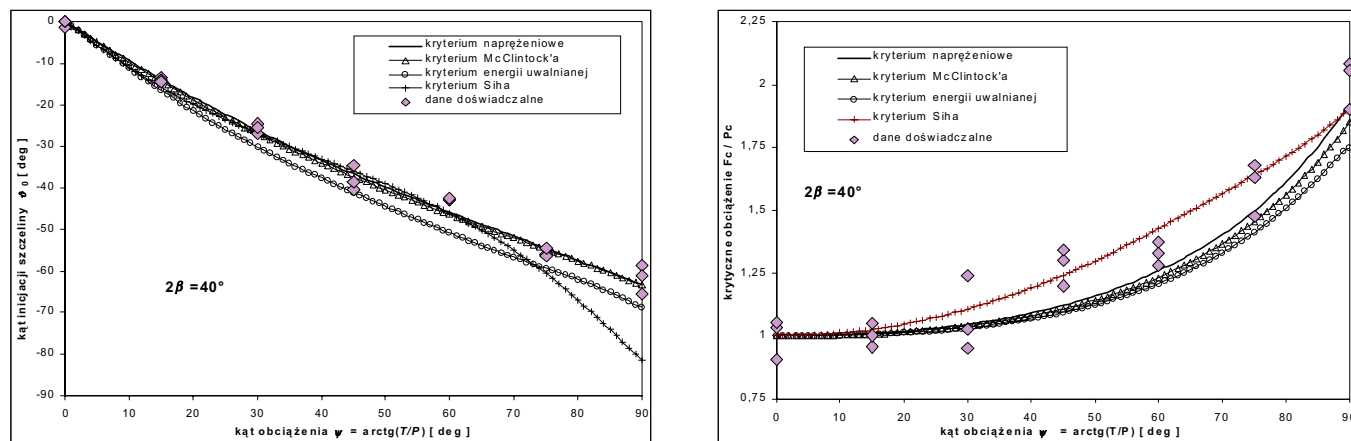 0
-10
-20
-30
-40
-50
-60
-70
-80
-90
0 10 20 30 40 50 60 70 80 90
kąt inicjacji szczeliny ϑ₀ [ deg ]
kąt obciążenia ψ = arctg(T/P) [ deg ]
kryterium naprężeniowe
kryterium McClintock'a
kryterium energii uwalnianej
kryterium Siha
dane doświadczalne
2β = 40°
2,25
2
1,75
1,5
1,25
1
0,75
0 10 20 30 40 50 60 70 80 90
krytyczne obciążenie Fc / Pc
kąt obciążenia ψ = arctg(T/P) [ deg ]
kryterium naprężeniowe
kryterium McClintock'a
kryterium energii uwalnianej
kryterium Siha
dane doświadczalne
2β = 40°